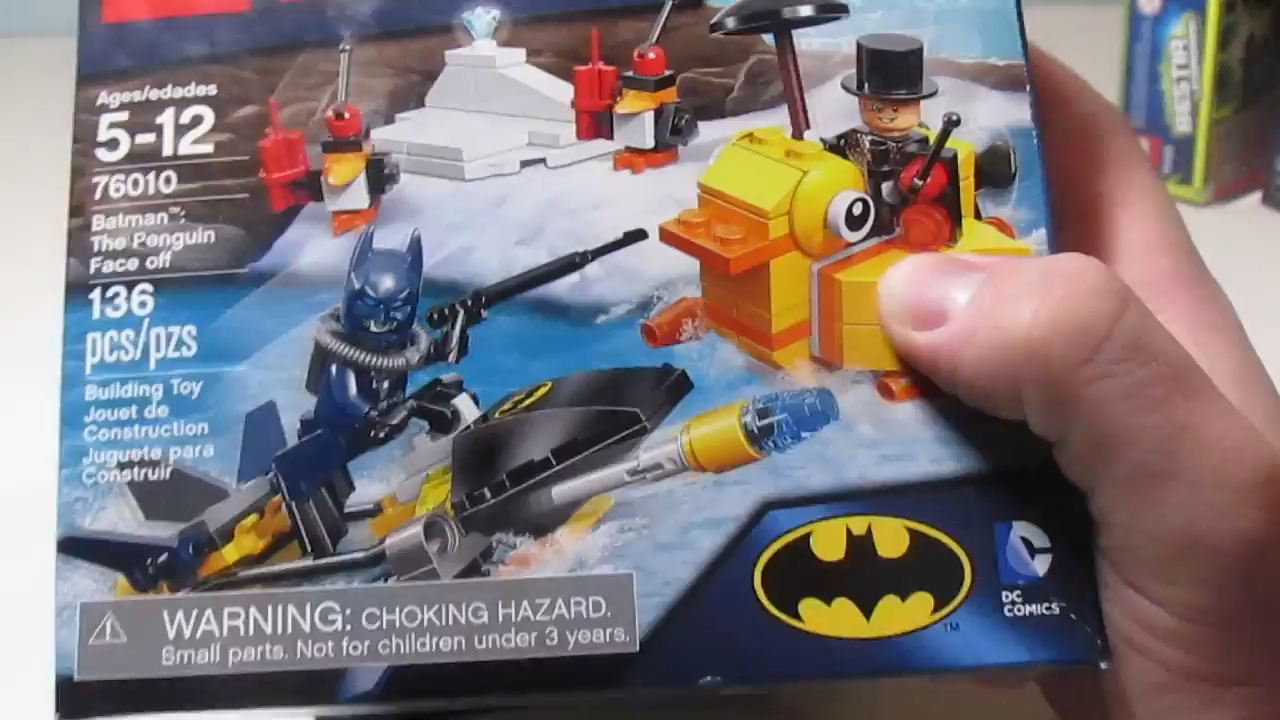 Ages/edades
5-12
76010
Batman™:
The Penguin
Face off
136
pcs/pzs
Building Toy
Jouet de
Construction
Juguete para
Construir
WARNING: CHOKING HAZARD.
Small parts. Not for children under 3 years.
TM
DC
COMICS